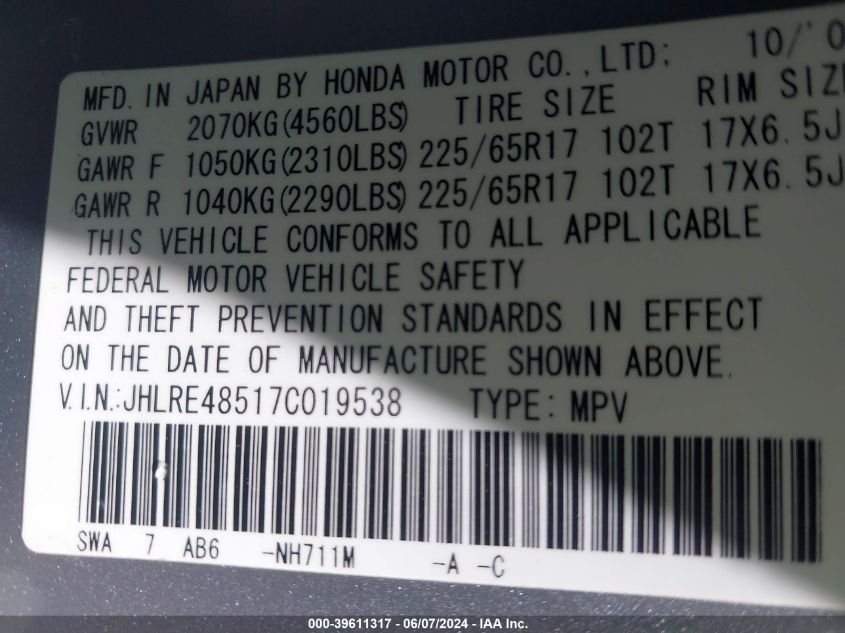 MFD. IN JAPAN BY HONDA MOTOR CO., LTD; 10/'0
GVWR 2070KG(4560LBS) TIRE SIZE RIM SIZE
GAWR F 1050KG(2310LBS) 225/65R17 102T 17X6.5J
GAWR R 1040KG(2290LBS) 225/65R17 102T 17X6.5J
THIS VEHICLE CONFORMS TO ALL APPLICABLE
FEDERAL MOTOR VEHICLE SAFETY
AND THEFT PREVENTION STANDARDS IN EFFECT
ON THE DATE OF MANUFACTURE SHOWN ABOVE.
V.I.N.:JHLRE48517C019538 TYPE: MPV
SWA 7 AB6 -NH711M -A -C
000-39611317 - 06/07/2024 - IAA Inc.